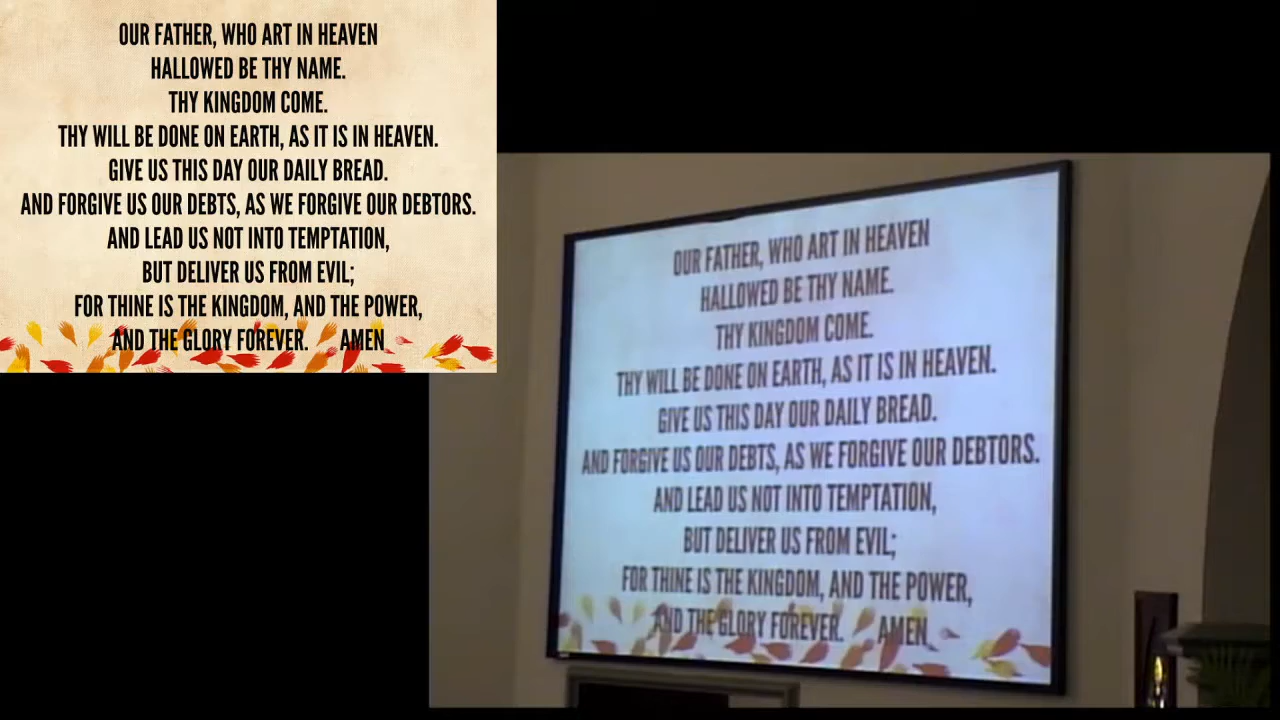 OUR FATHER, WHO ART IN HEAVEN
HALLOWED BE THY NAME.
THY KINGDOM COME.
THY WILL BE DONE ON EARTH, AS IT IS IN HEAVEN.
GIVE US THIS DAY OUR DAILY BREAD.
AND FORGIVE US OUR DEBTS, AS WE FORGIVE OUR DEBTORS.
AND LEAD US NOT INTO TEMPTATION,
BUT DELIVER US FROM EVIL;
FOR THINE IS THE KINGDOM, AND THE POWER,
AND THE GLORY FOREVER. AMEN
OUR FATHER, WHO ART IN HEAVEN
HALLOWED BE THY NAME.
THY KINGDOM COME.
THY WILL BE DONE ON EARTH, AS IT IS IN HEAVEN.
GIVE US THIS DAY OUR DAILY BREAD.
AND FORGIVE US OUR DEBTS, AS WE FORGIVE OUR DEBTORS.
AND LEAD US NOT INTO TEMPTATION,
BUT DELIVER US FROM EVIL;
FOR THINE IS THE KINGDOM, AND THE POWER,
AND THE GLORY FOREVER. AMEN